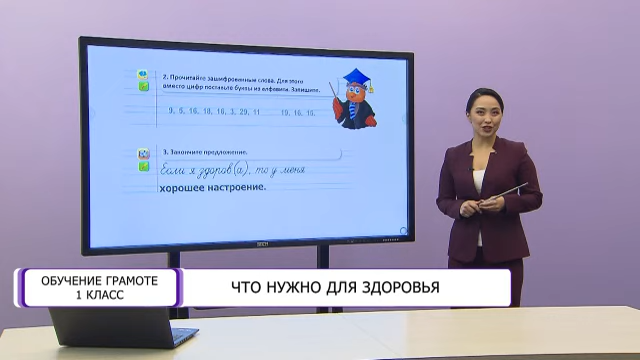 2. Прочитайте зашифрованные слова. Для этого
вместо цифр поставьте буквы из алфавита. Запишите.
9, 5, 16, 18, 16, 3, 29, 11      19, 16, 15.
3. Закончите предложение.
Если я здоров(а), то у меня
хорошее настроение.
ОБУЧЕНИЕ ГРАМОТЕ
1 КЛАСС
ЧТО НУЖНО ДЛЯ ЗДОРОВЬЯ